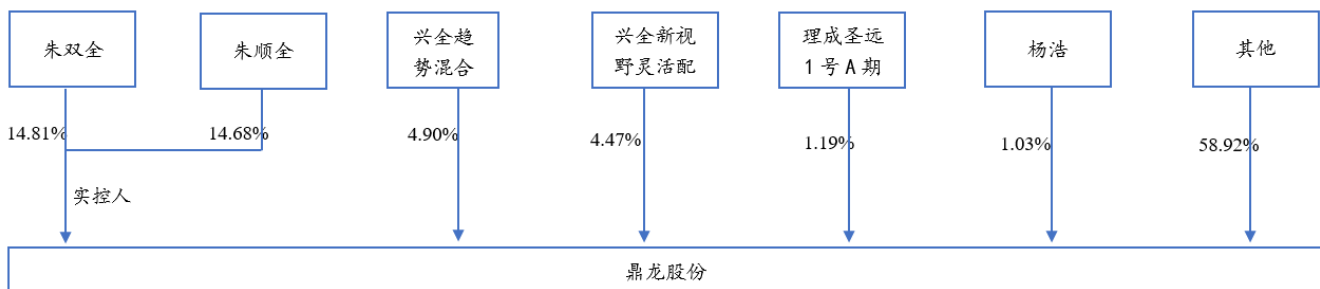 朱双全
朱顺全
兴全趋
势混合
兴全新视
野灵活配
理成圣远
1号A期
杨浩
其他
14.81%
14.68%
4.90%
4.47%
1.19%
1.03%
58.92%
实控人
鼎龙股份